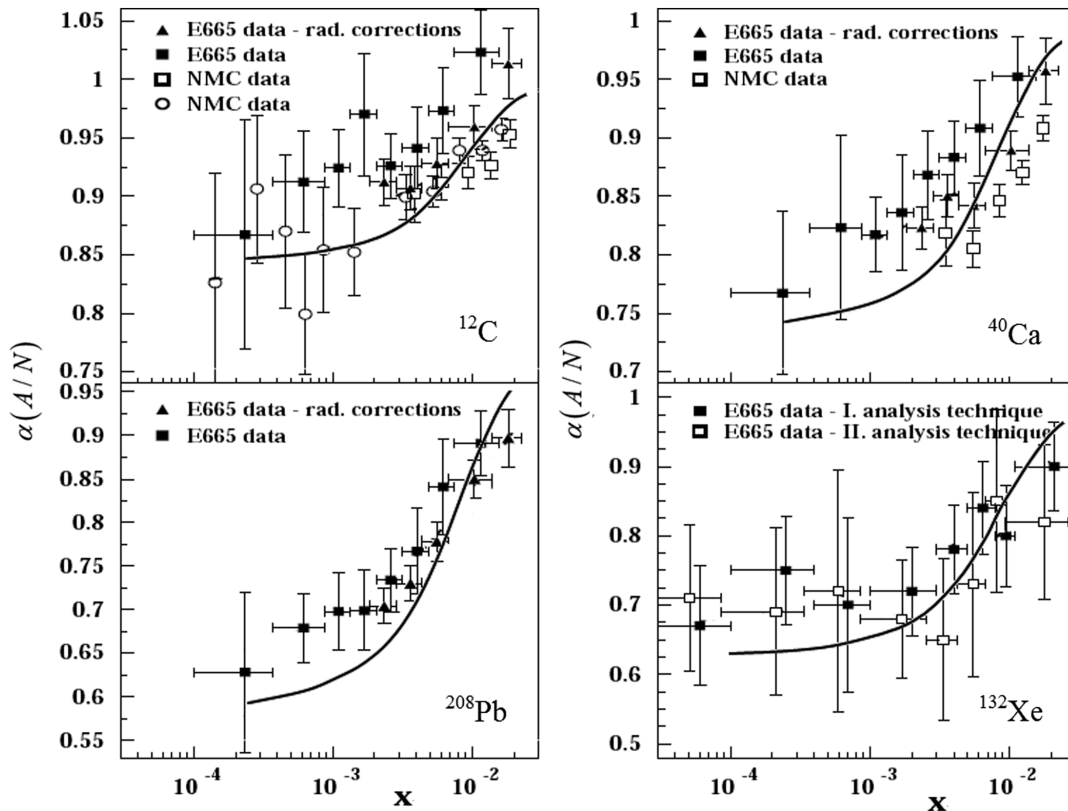 1.05
1
0.95
0.9
0.85
0.8
0.75
▲ E665 data - rad. corrections
■ E665 data
□ NMC data
○ NMC data
¹²C
α(A/N)
1
0.95
0.9
0.85
0.8
0.75
0.7
▲ E665 data - rad. corrections
■ E665 data
□ NMC data
⁴⁰Ca
α(A/N)
0.95
0.9
0.85
0.8
0.75
0.7
0.65
0.6
0.55
▲ E665 data - rad. corrections
■ E665 data
²⁰⁸Pb
10⁻⁴ 10⁻³ 10⁻²
x
1
0.9
0.8
0.7
0.6
0.5
■ E665 data - I. analysis technique
□ E665 data - II. analysis technique
¹³²Xe
10⁻⁴ 10⁻³ 10⁻²
x